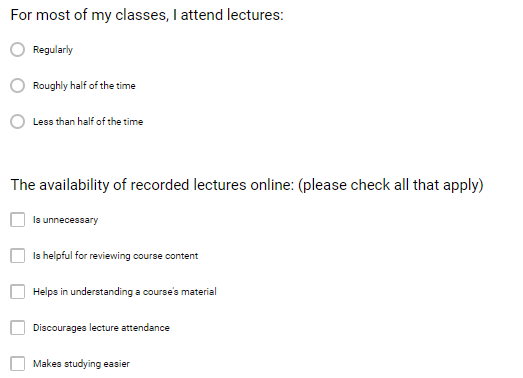 For most of my classes, I attend lectures:
Regularly
Roughly half of the time
Less than half of the time
The availability of recorded lectures online: (please check all that apply)
Is unnecessary
Is helpful for reviewing course content
Helps in understanding a course's material
Discourages lecture attendance
Makes studying easier